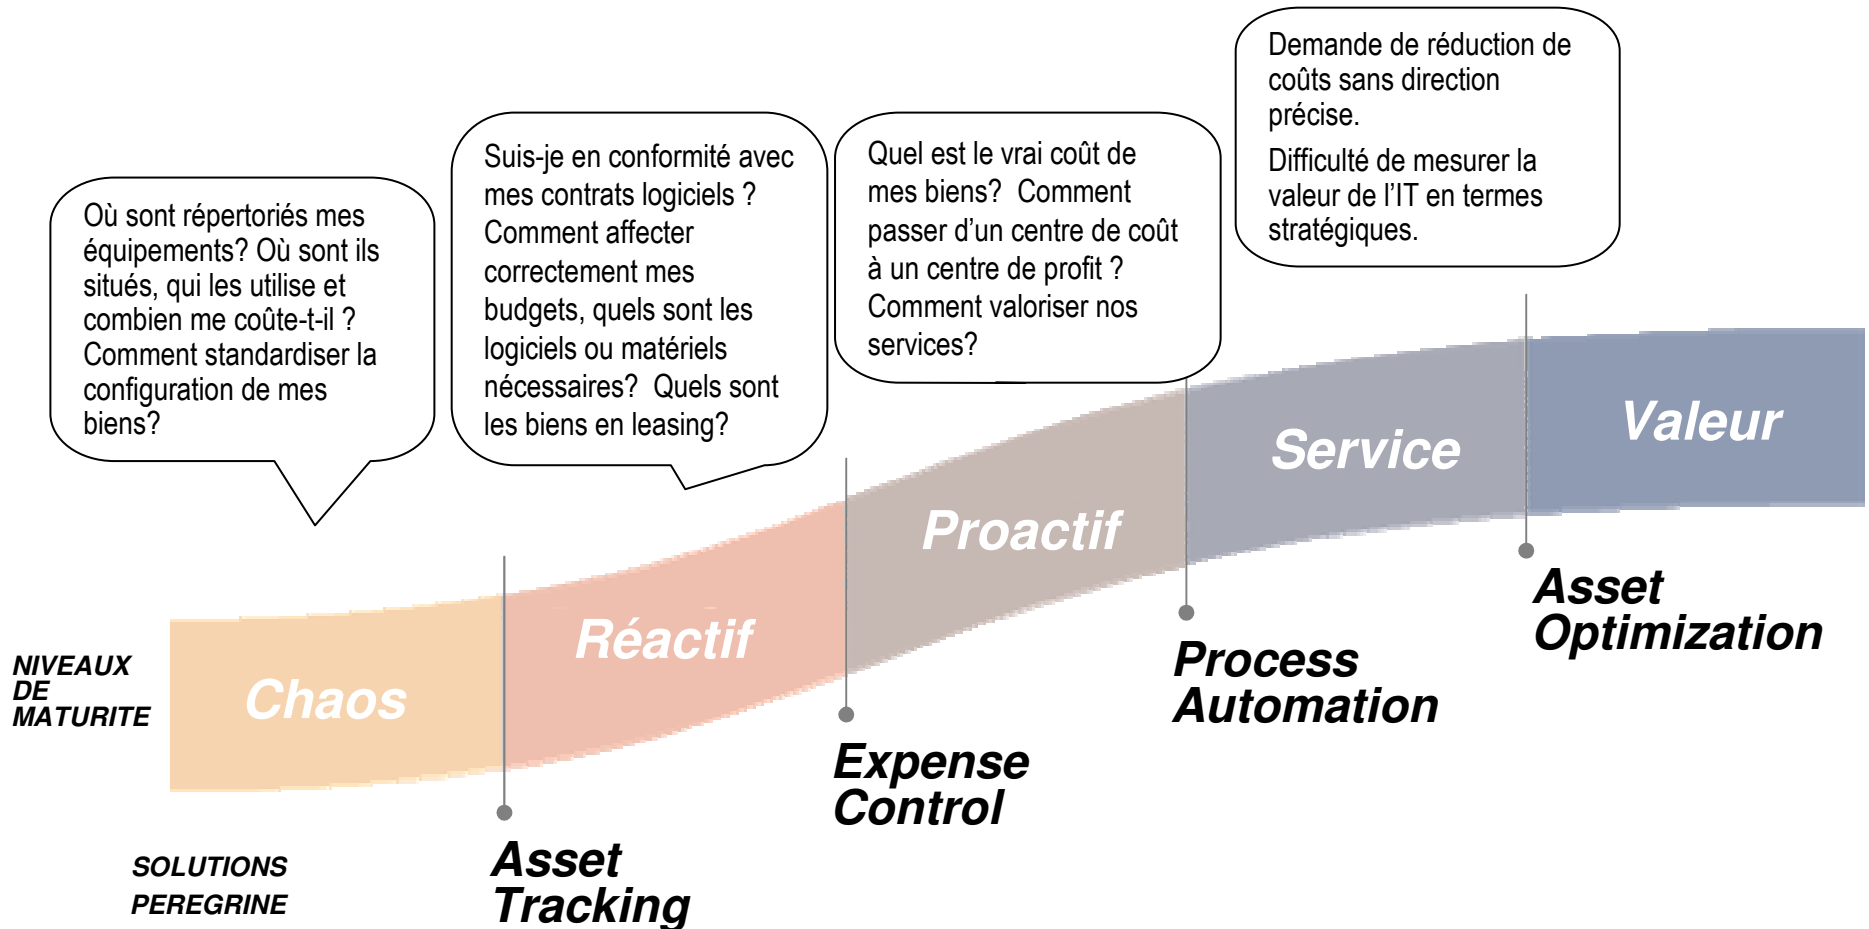 Où sont répertoriés mes
équipements? Où sont ils
situés, qui les utilise et
combien me coûte-t-il ?
Comment standardiser la
configuration de mes
biens?
Suis-je en conformité avec
mes contrats logiciels ?
Comment affecter
correctement mes
budgets, quels sont les
logiciels ou matériels
nécessaires?  Quels sont
les biens en leasing?
Quel est le vrai coût de
mes biens?  Comment
passer d’un centre de coût
à un centre de profit ?
Comment valoriser nos
services?
Demande de réduction de
coûts sans direction
précise.
Difficulté de mesurer la
valeur de l’IT en termes
stratégiques.
NIVEAUX
DE
MATURITE
Chaos
Réactif
Proactif
Service
Valeur
SOLUTIONS
PEREGRINE
Asset
Tracking
Expense
Control
Process
Automation
Asset
Optimization